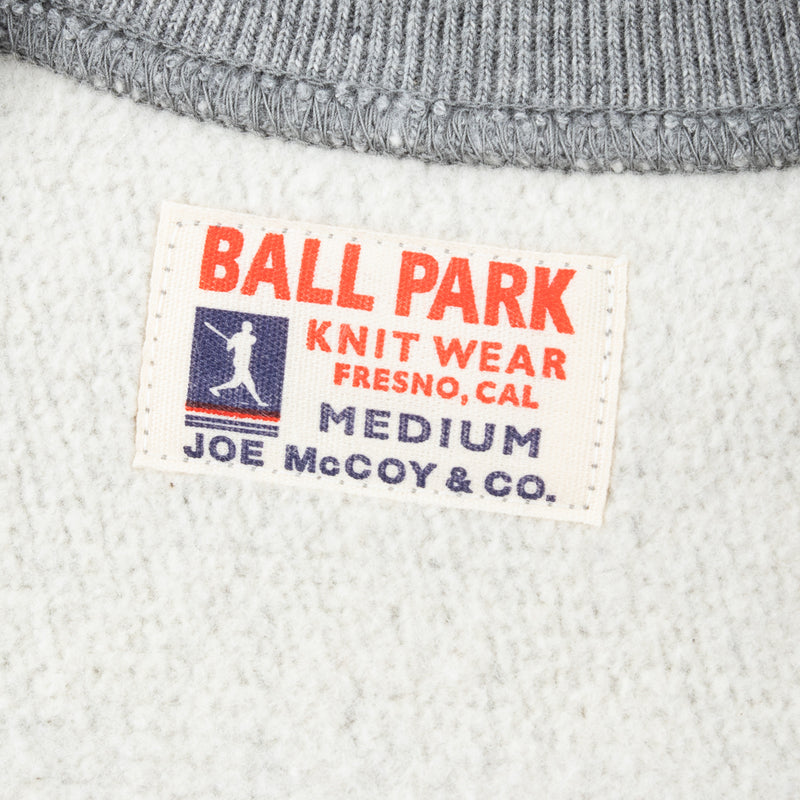 BALL PARK
KNIT WEAR
FRESNO, CAL
MEDIUM
JOE McCOY & CO.